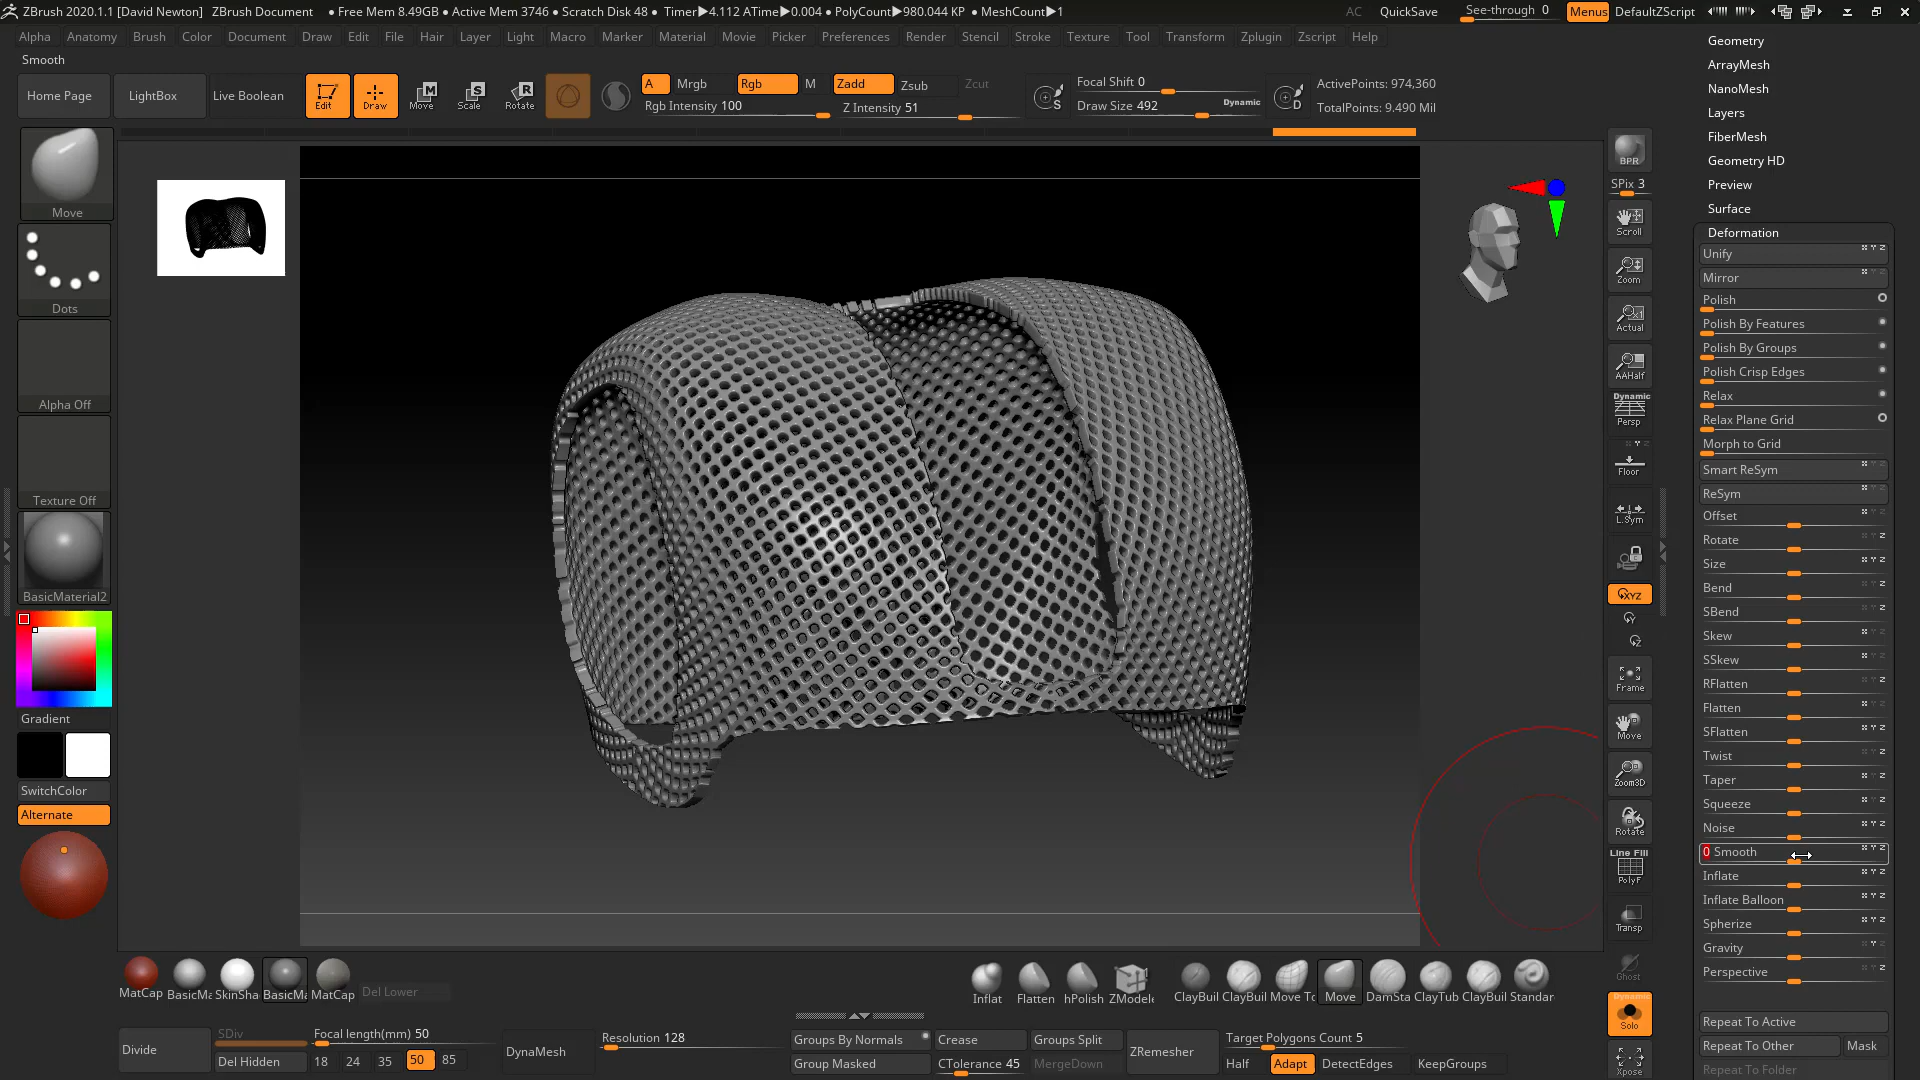 ZBrush 2020.1.1 [David Newton] ZBrush Document • Free Mem 8.49GB • Active Mem 3746 • Scratch Disk 48 • Timer▶4.112 ATime▶0.004 • PolyCount▶980.044 KP • MeshCount▶1 AC QuickSave See-through 0 Menus DefaultZScript
Alpha Anatomy Brush Color Document Draw Edit File Hair Layer Light Macro Marker Material Movie Picker Preferences Render Stencil Stroke Texture Tool Transform Zplugin Zscript Help
Smooth
Home Page LightBox Live Boolean Edit Draw Move Scale Rotate
M S R
A Mrgb Rgb M Zadd Zsub Zcut
Rgb Intensity 100 Z Intensity 51
S Focal Shift 0
Draw Size 492 Dynamic
D ActivePoints: 974,360
TotalPoints: 9.490 Mil
Move
Dots
Alpha Off
Texture Off
BasicMaterial2
Gradient
SwitchColor
Alternate
BPR
SPix 3
Scroll
Zoom
Actual
AAHalf
Dynamic
Persp
Floor
L.Sym
XYZ
Frame
Move
Zoom3D
Rotate
Line Fill
PolyF
Transp
Ghost
Dynamic
Solo
Xpose
Geometry
ArrayMesh
NanoMesh
Layers
FiberMesh
Geometry HD
Preview
Surface
Deformation
Unify
Mirror
Polish
Polish By Features
Polish By Groups
Polish Crisp Edges
Relax
Relax Plane Grid
Morph to Grid
Smart ReSym
ReSym
Offset
Rotate
Size
Bend
SBend
Skew
SSkew
RFlatten
Flatten
SFlatten
Twist
Taper
Squeeze
Noise
0 Smooth
Inflate
Inflate Balloon
Spherize
Gravity
Perspective
Repeat To Active
Repeat To Other Mask
Repeat To Folder
MatCap BasicMa SkinSha BasicMa MatCap Del Lower
Inflat Flatten hPolish ZModele ClayBuil ClayBuil Move To Move DamSta ClayTub ClayBuil Standar
Divide SDiv
Del Hidden
Focal length(mm) 50
18 24 35 50 85
DynaMesh Resolution 128
Groups By Normals Crease Groups Split
Group Masked CTolerance 45 MergeDown
ZRemesher Target Polygons Count 5
Half Adapt DetectEdges KeepGroups